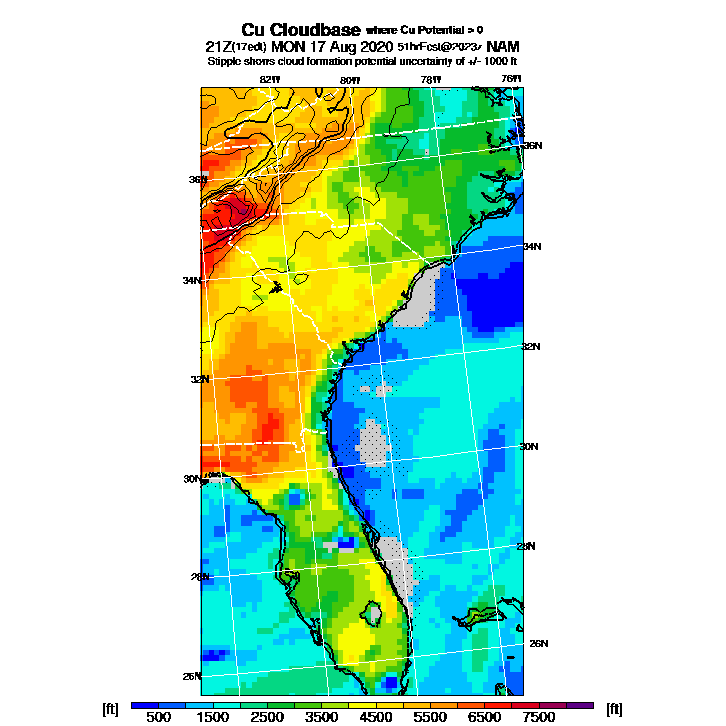 Cu Cloudbase where Cu Potential > 0
21Z(17edt) MON 17 Aug 2020 51hrFcst@2023z NAM
Stipple shows cloud formation potential uncertainty of +/- 1000 ft
82W 80W 78W 76W
36N
36N
34N
34N
32N
32N
30N
30N
28N
28N
26N
26N
[ft] 500 1500 2500 3500 4500 5500 6500 7500 [ft]